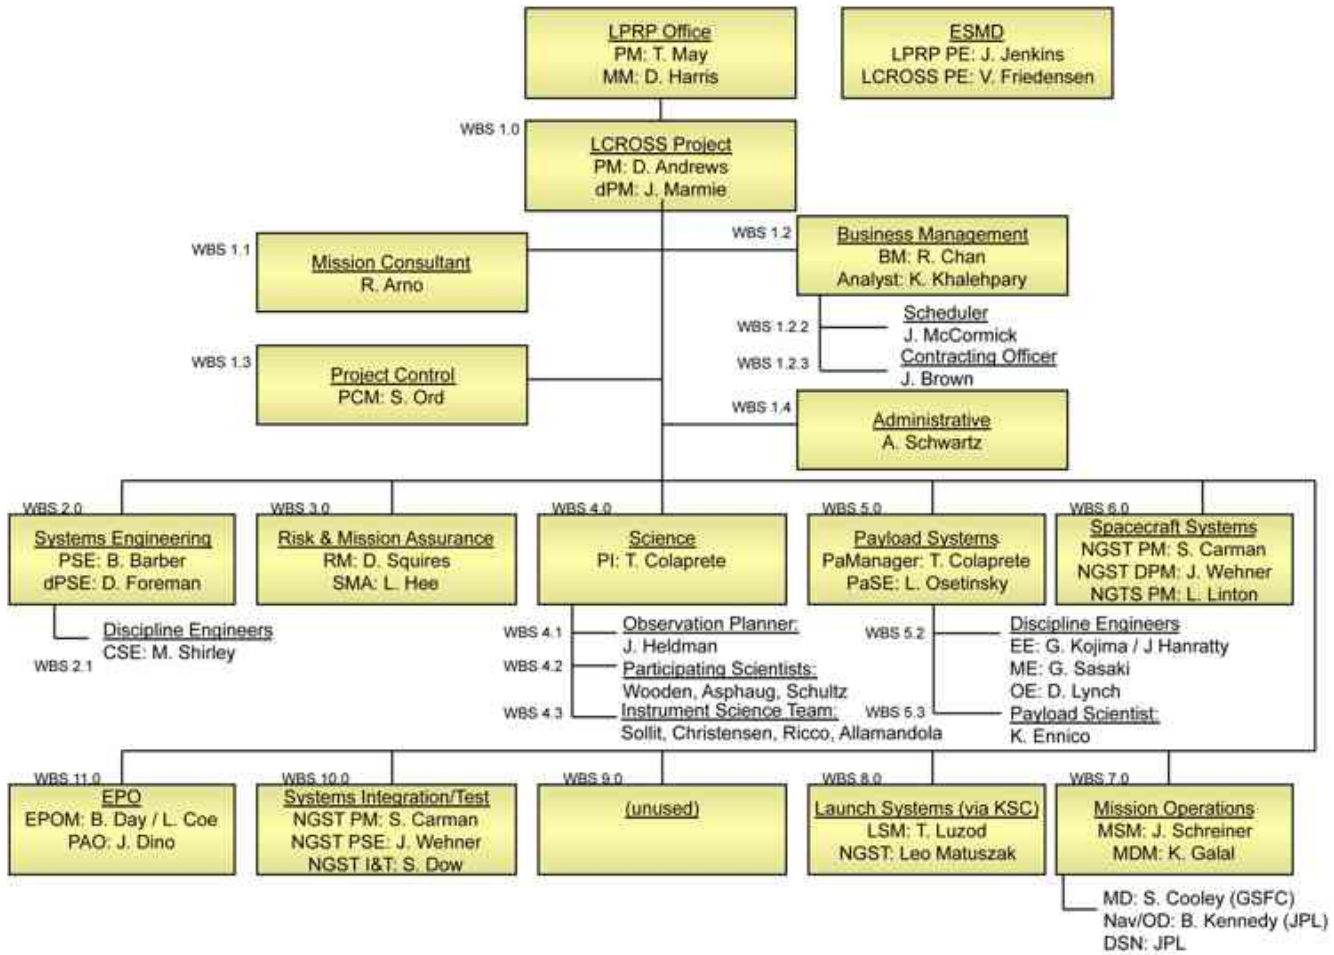 LPRP Office
PM: T. May
MM: D. Harris
ESMD
LPRP PE: J. Jenkins
LCROSS PE: V. Friedensen
WBS 1.0
LCROSS Project
PM: D. Andrews
dPM: J. Marmie
WBS 1.1
Mission Consultant
R. Arno
WBS 1.2
Business Management
BM: R. Chan
Analyst: K. Khalehpary
WBS 1.2.2
Scheduler
J. McCormick
WBS 1.2.3
Contracting Officer
J. Brown
WBS 1.3
Project Control
PCM: S. Ord
WBS 1.4
Administrative
A. Schwartz
WBS 2.0
Systems Engineering
PSE: B. Barber
dPSE: D. Foreman
Discipline Engineers
CSE: M. Shirley
WBS 2.1
WBS 3.0
Risk & Mission Assurance
RM: D. Squires
SMA: L. Hee
WBS 4.0
Science
PI: T. Colaprete
WBS 4.1
Observation Planner:
J. Heldman
WBS 4.2
Participating Scientists:
Wooden, Asphaug, Schultz
WBS 4.3
Instrument Science Team:
Sollit, Christensen, Ricco, Allamandola
WBS 5.0
Payload Systems
PaManager: T. Colaprete
PaSE: L. Osetinsky
WBS 5.2
Discipline Engineers
EE: G. Kojima / J Hanratty
ME: G. Sasaki
OE: D. Lynch
WBS 5.3
Payload Scientist:
K. Ennico
WBS 6.0
Spacecraft Systems
NGST PM: S. Carman
NGST DPM: J. Wehner
NGTS PM: L. Linton
WBS 11.0
EPO
EPOM: B. Day / L. Coe
PAO: J. Dino
WBS 10.0
Systems Integration/Test
NGST PM: S. Carman
NGST PSE: J. Wehner
NGST I&T: S. Dow
WBS 9.0
(unused)
WBS 8.0
Launch Systems (via KSC)
LSM: T. Luzod
NGST: Leo Matuszak
WBS 7.0
Mission Operations
MSM: J. Schreiner
MDM: K. Galal
MD: S. Cooley (GSFC)
Nav/OD: B. Kennedy (JPL)
DSN: JPL